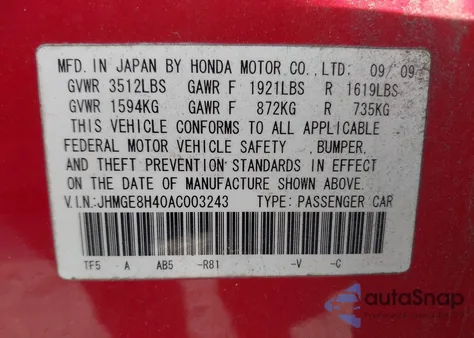 MFD. IN JAPAN BY HONDA MOTOR CO., LTD: 09/09
GVWR 3512LBS GAWR F 1921LBS R 1619LBS
GVWR 1594KG GAWR F 872KG R 735KG
THIS VEHICLE CONFORMS TO ALL APPLICABLE
FEDERAL MOTOR VEHICLE SAFETY , BUMPER,
AND THEFT PREVENTION STANDARDS IN EFFECT
ON THE DATE OF MANUFACTURE SHOWN ABOVE.
V.I.N:JHMGE8H40AC003243 TYPE: PASSENGER CAR
TF5 -A AB5 -R81 -V -C
autoSnap